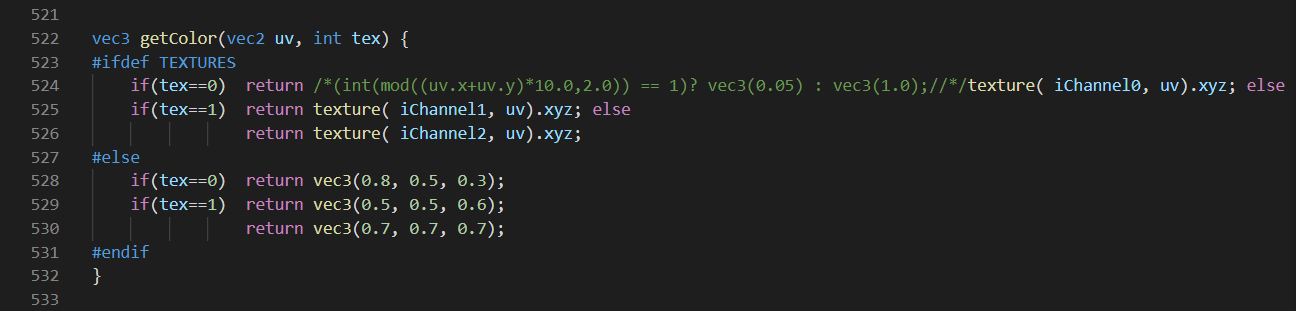 521
522 vec3 getColor(vec2 uv, int tex) {
523 #ifdef TEXTURES
524     if(tex==0)  return /*(int(mod((uv.x+uv.y)*10.0,2.0)) == 1)? vec3(0.05) : vec3(1.0);//*/texture( iChannel0, uv).xyz; else
525     if(tex==1)  return texture( iChannel1, uv).xyz; else
526                 return texture( iChannel2, uv).xyz;
527 #else
528     if(tex==0)  return vec3(0.8, 0.5, 0.3);
529     if(tex==1)  return vec3(0.5, 0.5, 0.6);
530                 return vec3(0.7, 0.7, 0.7);
531 #endif
532 }
533